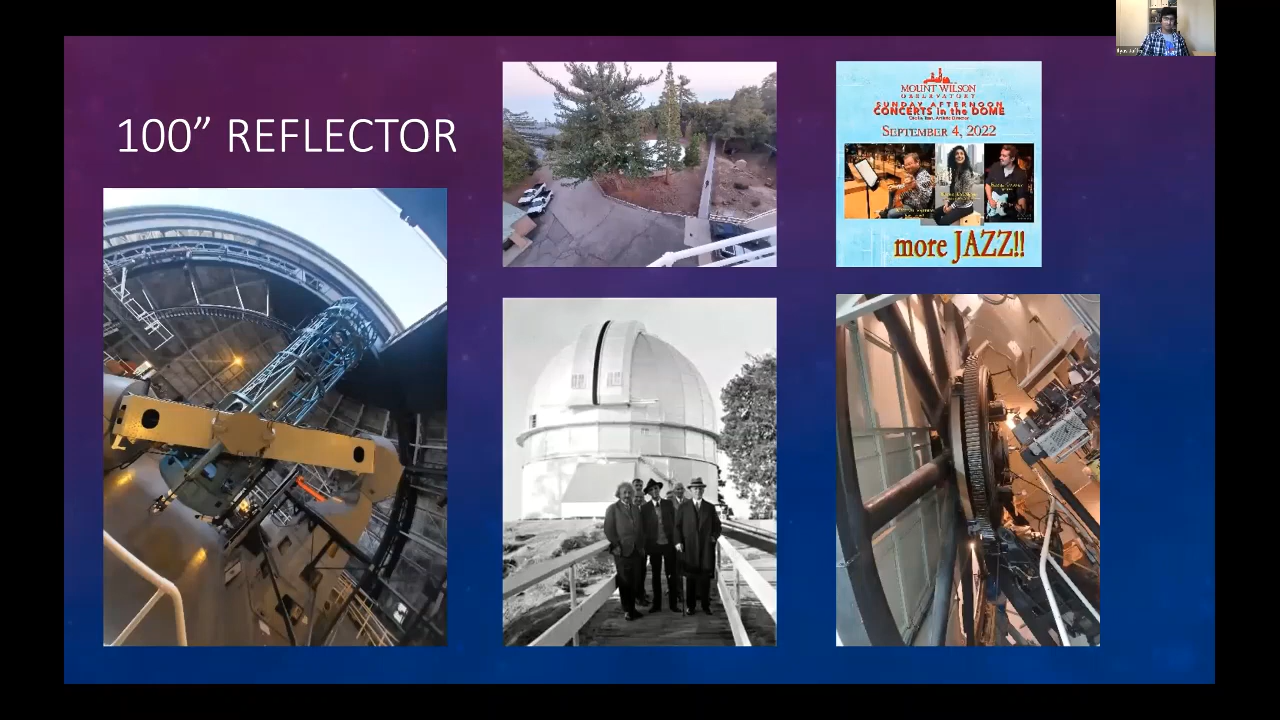 100” REFLECTOR
MOUNT WILSON
OBSERVATORY
SUNDAY AFTERNOON
CONCERTS in the DOME
SEPTEMBER 4, 2022
more JAZZ!!